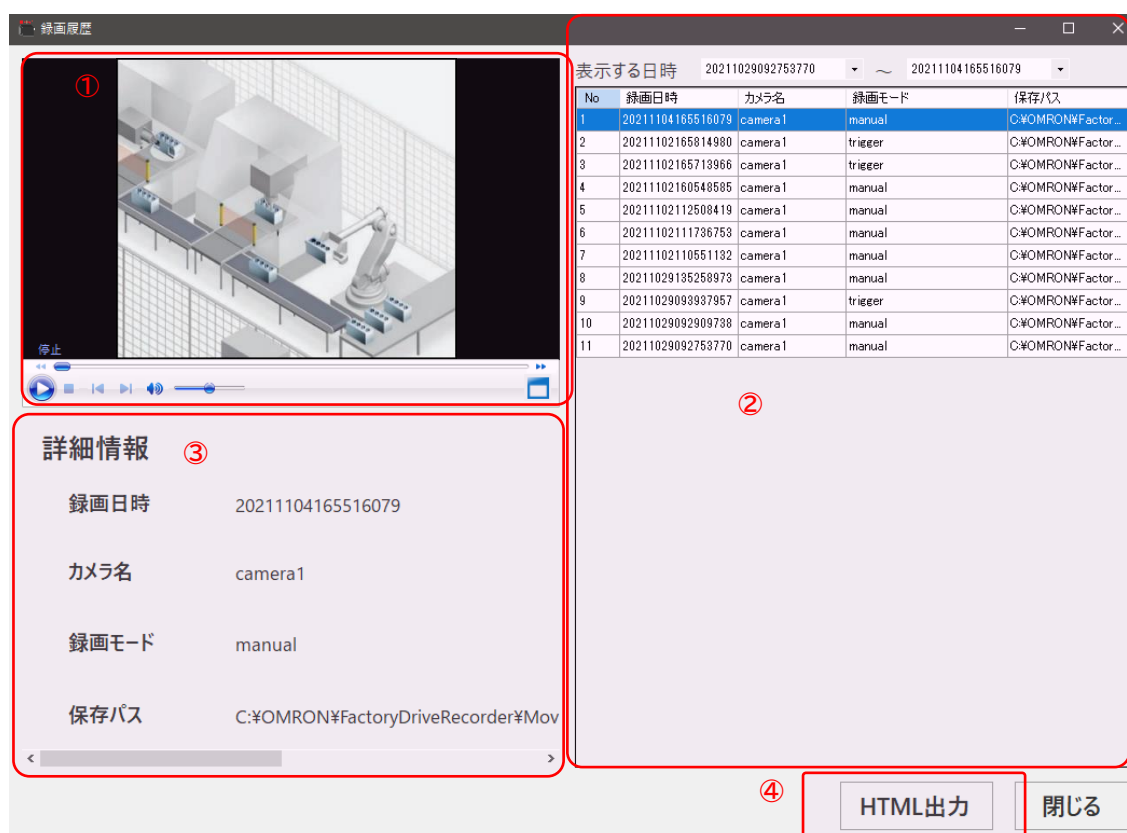 録画履歴
①
停止
表示する日時 20211029092753770 ～ 20211104165516079
No 録画日時 カメラ名 録画モード 保存パス
1 20211104165516079 camera1 manual C:¥OMRON¥Factor...
2 20211102165814980 camera1 trigger C:¥OMRON¥Factor...
3 20211102165713966 camera1 trigger C:¥OMRON¥Factor...
4 20211102160548585 camera1 manual C:¥OMRON¥Factor...
5 20211102112508419 camera1 manual C:¥OMRON¥Factor...
6 20211102111736753 camera1 manual C:¥OMRON¥Factor...
7 20211102110551132 camera1 manual C:¥OMRON¥Factor...
8 20211029135258973 camera1 manual C:¥OMRON¥Factor...
9 20211029093937957 camera1 trigger C:¥OMRON¥Factor...
10 20211029092909738 camera1 manual C:¥OMRON¥Factor...
11 20211029092753770 camera1 manual C:¥OMRON¥Factor...
②
詳細情報 ③
録画日時 20211104165516079
カメラ名 camera1
録画モード manual
保存パス C:¥OMRON¥FactoryDriveRecorder¥Mov
④
HTML出力 閉じる